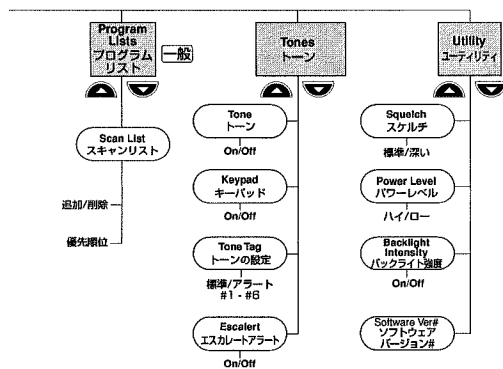 Program
Lists
プログラム
リスト
一般
Scan List
スキャンリスト
追加/削除
優先順位
Tones
トーン
Tone
トーン
On/Off
Keypad
キーパッド
On/Off
Tone Tag
トーンの設定
標準/アラート
#1 - #6
Escalert
エスカレートアラート
On/Off
Utility
ユーティリティ
Squelch
スケルチ
標準/深い
Power Level
パワーレベル
ハイ/ロー
Backlight
Intensity
バックライト強度
On/Off
Software Ver#
ソフトウェア
バージョン#